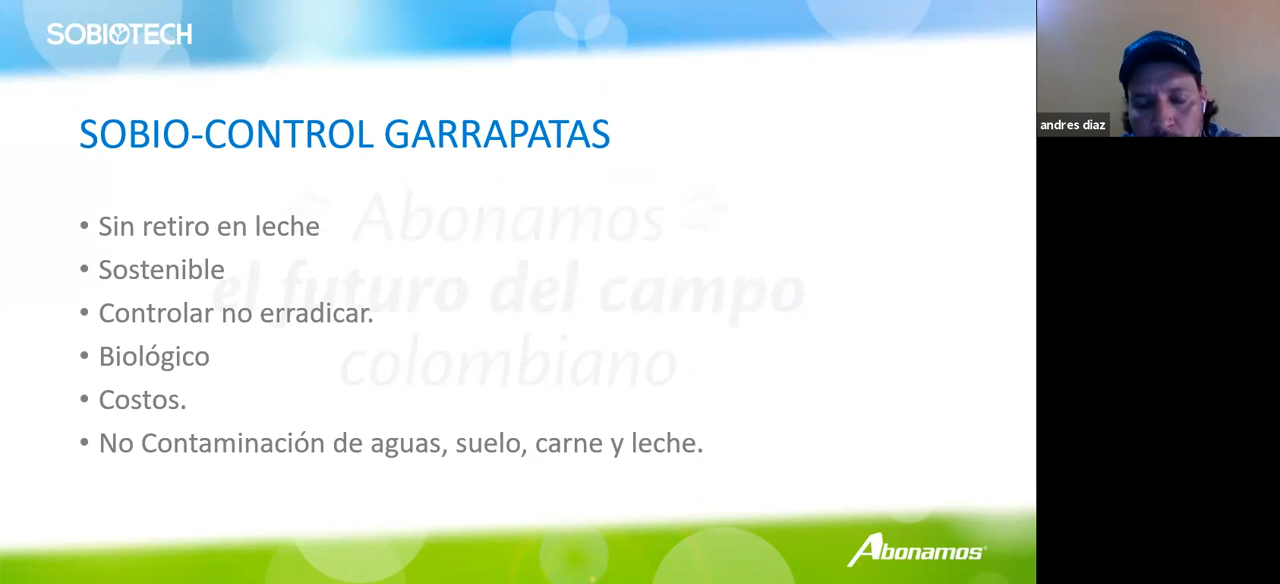 SOBIOTECH
SOBIO-CONTROL GARRAPATAS
• Sin retiro en leche
• Sostenible
• Controlar no erradicar.
• Biológico
• Costos.
• No Contaminación de aguas, suelo, carne y leche.
Abonamos
el futuro del campo
colombiano
Abonamos
andres diaz